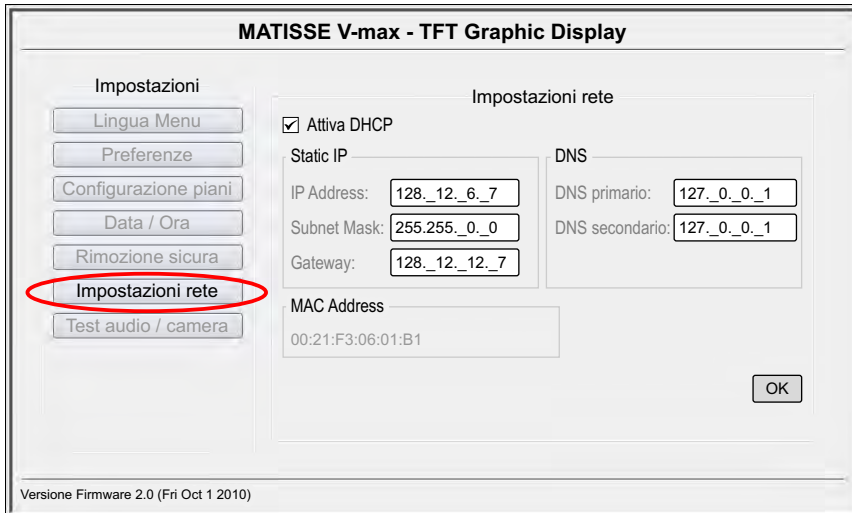 MATISSE V-max - TFT Graphic Display
Impostazioni
Lingua Menu
Preferenze
Configurazione piani
Data / Ora
Rimozione sicura
Impostazioni rete
Test audio / camera
Impostazioni rete
Attiva DHCP
Static IP
IP Address: 128._12._6._7
Subnet Mask: 255.255._0._0
Gateway: 128._12._12._7
DNS
DNS primario: 127._0._0._1
DNS secondario: 127._0._0._1
MAC Address
00:21:F3:06:01:B1
OK
Versione Firmware 2.0 (Fri Oct 1 2010)